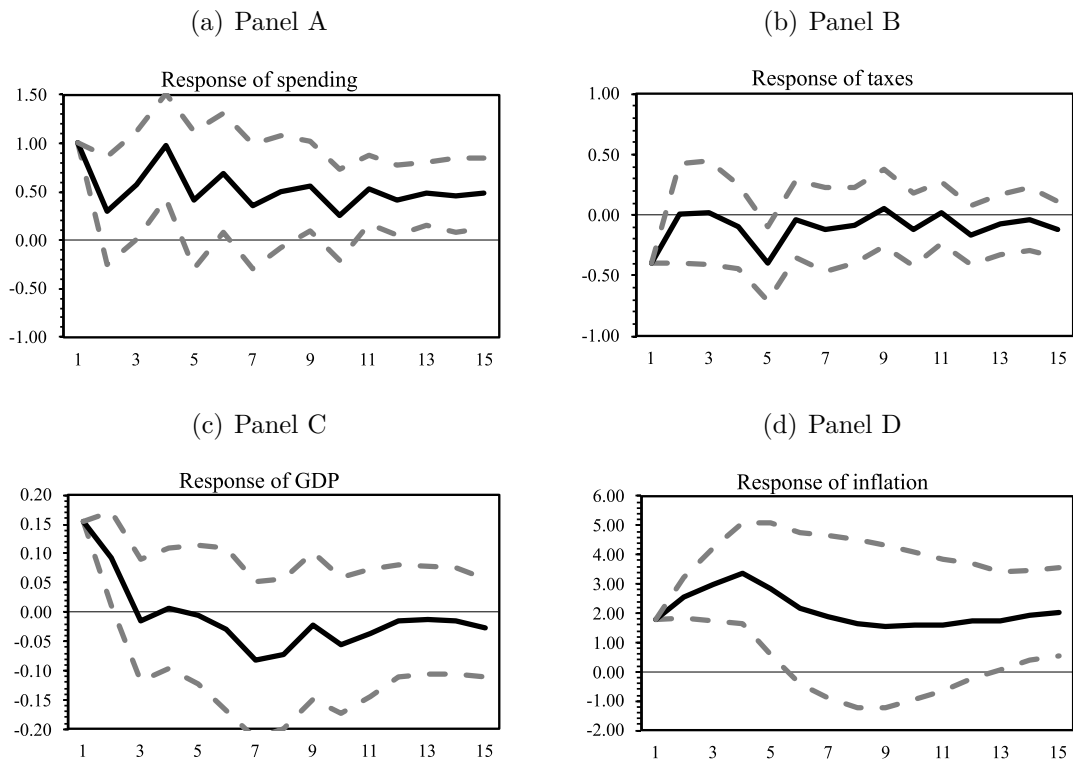 (a) Panel A
Response of spending
1.50
1.00
0.50
0.00
-0.50
-1.00
1 3 5 7 9 11 13 15
(b) Panel B
Response of taxes
1.00
0.50
0.00
-0.50
-1.00
1 3 5 7 9 11 13 15
(c) Panel C
Response of GDP
0.20
0.15
0.10
0.05
0.00
-0.05
-0.10
-0.15
-0.20
1 3 5 7 9 11 13 15
(d) Panel D
Response of inflation
6.00
5.00
4.00
3.00
2.00
1.00
0.00
-1.00
-2.00
1 3 5 7 9 11 13 15